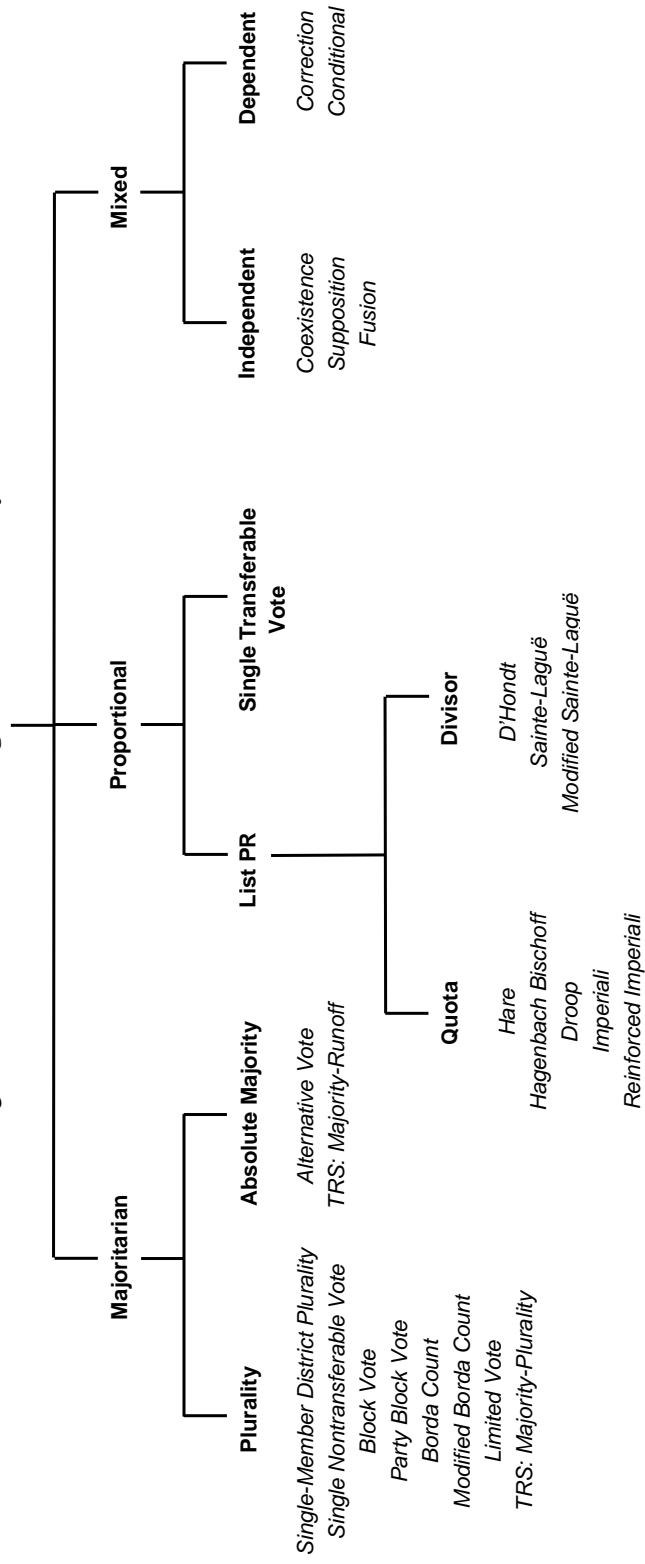 Majoritarian
Proportional
Mixed
Plurality
Absolute Majority
List PR
Single Transferable
Vote
Independent
Dependent
Single-Member District Plurality
Single Nontransferable Vote
Block Vote
Party Block Vote
Borda Count
Modified Borda Count
Limited Vote
TRS: Majority-Plurality
Alternative Vote
TRS: Majority-Runoff
Coexistence
Supposition
Fusion
Correction
Conditional
Quota
Divisor
Hare
Hagenbach Bischoff
Droop
Imperiali
Reinforced Imperiali
D'Hondt
Sainte-Laguë
Modified Sainte-Laguë